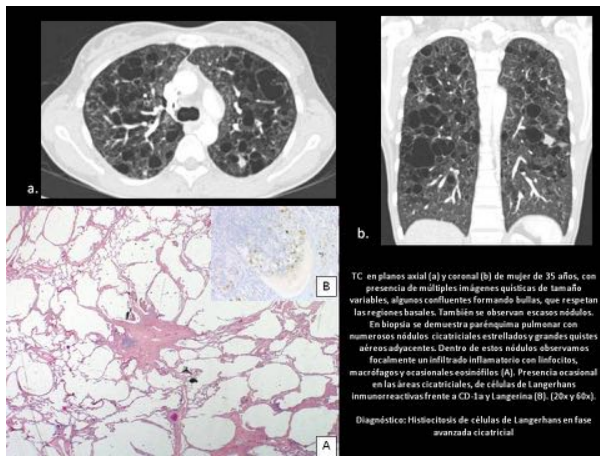 a.
b.
B
A
TC en planos axial (a) y coronal (b) de mujer de 35 años, con
presencia de múltiples imágenes quísticas de tamaño
variables, algunos confluentes formando bullas, que respetan
las regiones basales. También se observan escasos nódulos.
En biopsia se demuestra parénquima pulmonar con
numerosos nódulos cicatriciales estrellados y grandes quistes
aéreos adyacentes. Dentro de estos nódulos observamos
focalmente un infiltrado inflamatorio con linfocitos,
macrófagos y ocasionales eosinófilos (A). Presencia ocasional
en las áreas cicatriciales, de células de Langerhans
inmunorreactivas frente a CD-1a y Langerina (B). (20x y 60x).
Diagnóstico: Histiocitosis de células de Langerhans en fase
avanzada cicatricial